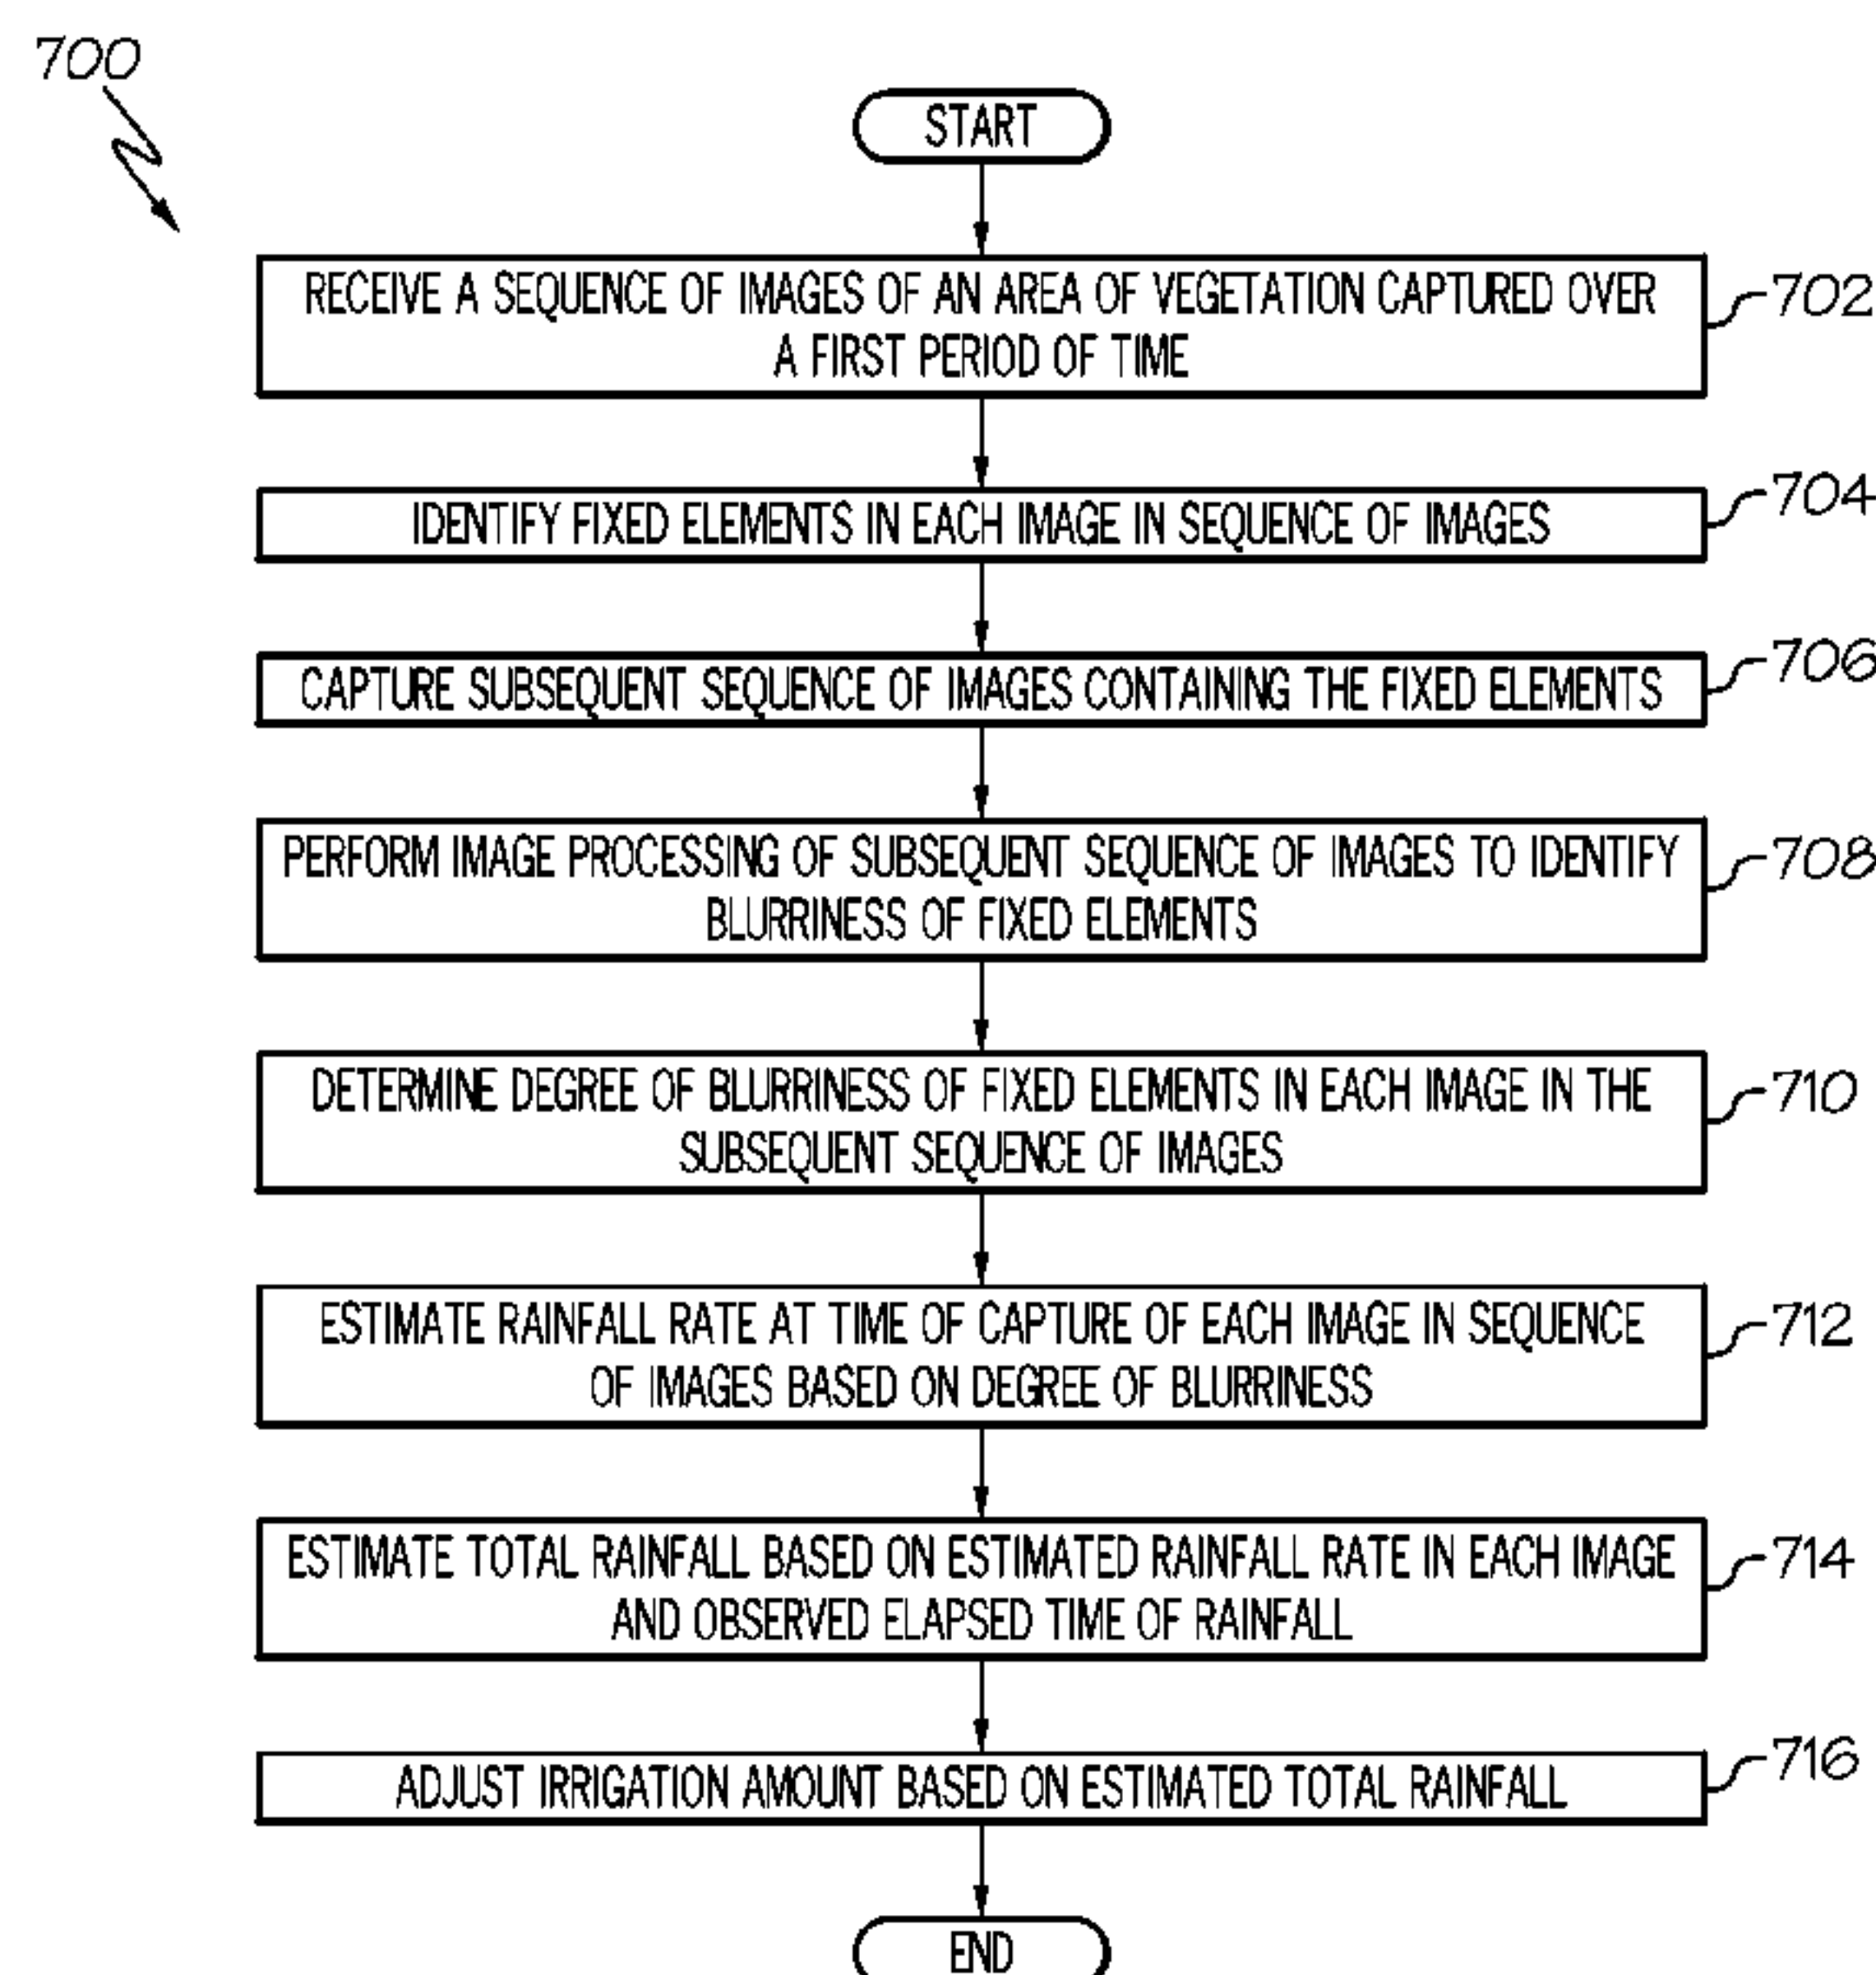 700
START
RECEIVE A SEQUENCE OF IMAGES OF AN AREA OF VEGETATION CAPTURED OVER
A FIRST PERIOD OF TIME
702
IDENTIFY FIXED ELEMENTS IN EACH IMAGE IN SEQUENCE OF IMAGES
704
CAPTURE SUBSEQUENT SEQUENCE OF IMAGES CONTAINING THE FIXED ELEMENTS
706
PERFORM IMAGE PROCESSING OF SUBSEQUENT SEQUENCE OF IMAGES TO IDENTIFY
BLURRINESS OF FIXED ELEMENTS
708
DETERMINE DEGREE OF BLURRINESS OF FIXED ELEMENTS IN EACH IMAGE IN THE
SUBSEQUENT SEQUENCE OF IMAGES
710
ESTIMATE RAINFALL RATE AT TIME OF CAPTURE OF EACH IMAGE IN SEQUENCE
OF IMAGES BASED ON DEGREE OF BLURRINESS
712
ESTIMATE TOTAL RAINFALL BASED ON ESTIMATED RAINFALL RATE IN EACH IMAGE
AND OBSERVED ELAPSED TIME OF RAINFALL
714
ADJUST IRRIGATION AMOUNT BASED ON ESTIMATED TOTAL RAINFALL
716
END